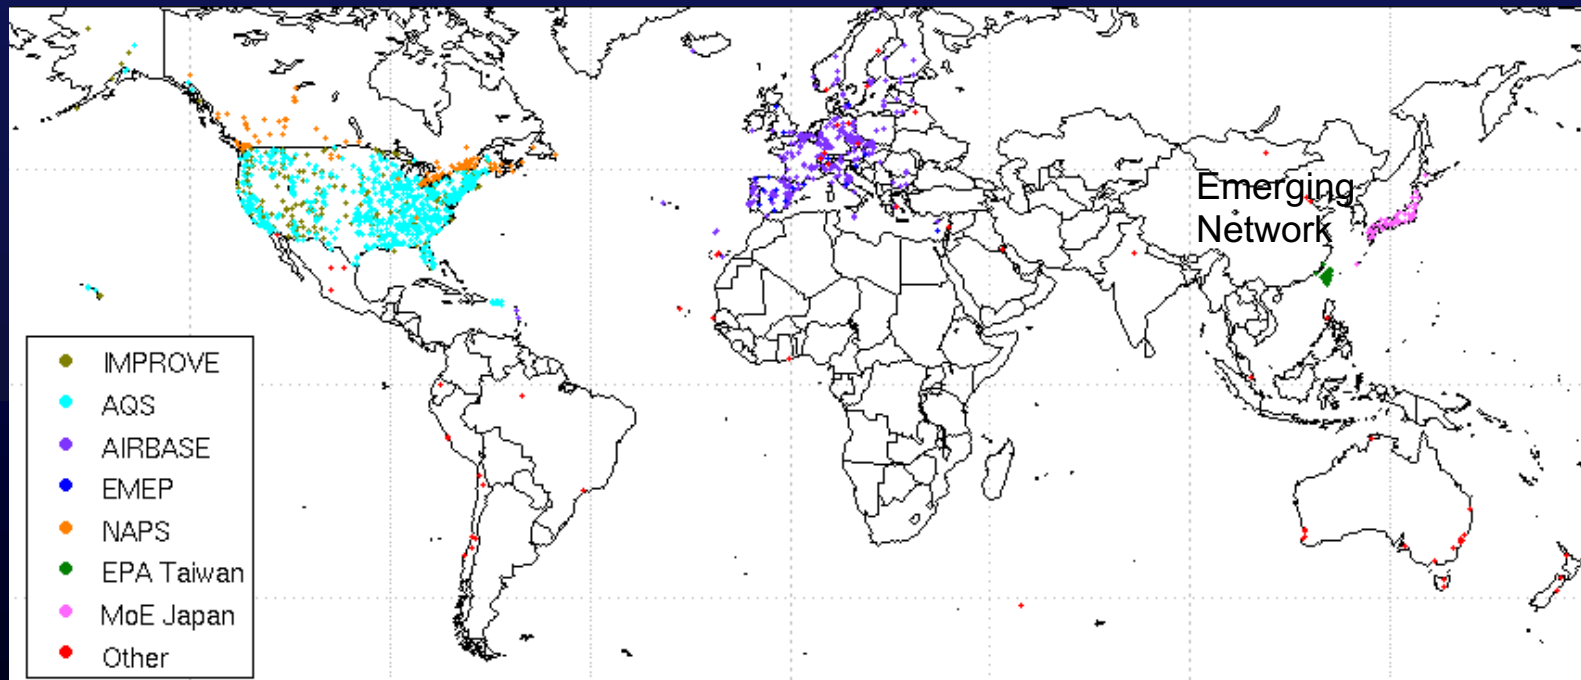 Emerging
Network
IMPROVE
AQS
AIRBASE
EMEP
NAPS
EPA Taiwan
MoE Japan
Other